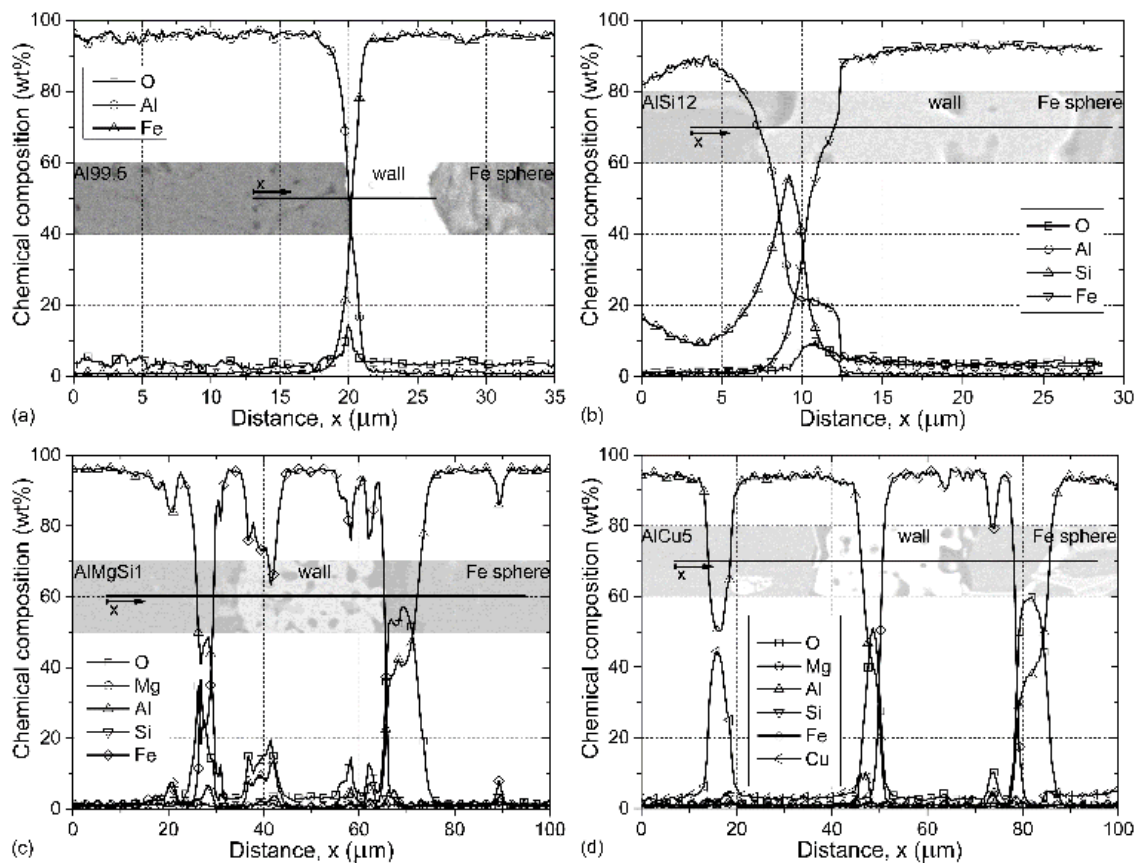 Chemical composition (wt%)
100
80
60
40
20
0
O
Al
Fe
Al99.5
x
wall
Fe sphere
0 5 10 15 20 25 30 35
(a)
Distance, x (μm)
Chemical composition (wt%)
100
80
60
40
20
0
AlSi12
wall
Fe sphere
x
O
Al
Si
Fe
0 5 10 15 20 25 30
(b)
Distance, x (μm)
Chemical composition (wt%)
100
80
60
40
20
0
AlMgSi1
wall
Fe sphere
x
O
Mg
Al
Si
Fe
0 20 40 60 80 100
(c)
Distance, x (μm)
Chemical composition (wt%)
100
80
60
40
20
0
AlCu5
wall
Fe sphere
x
O
Mg
Al
Si
Fe
Cu
0 20 40 60 80 100
(d)
Distance, x (μm)